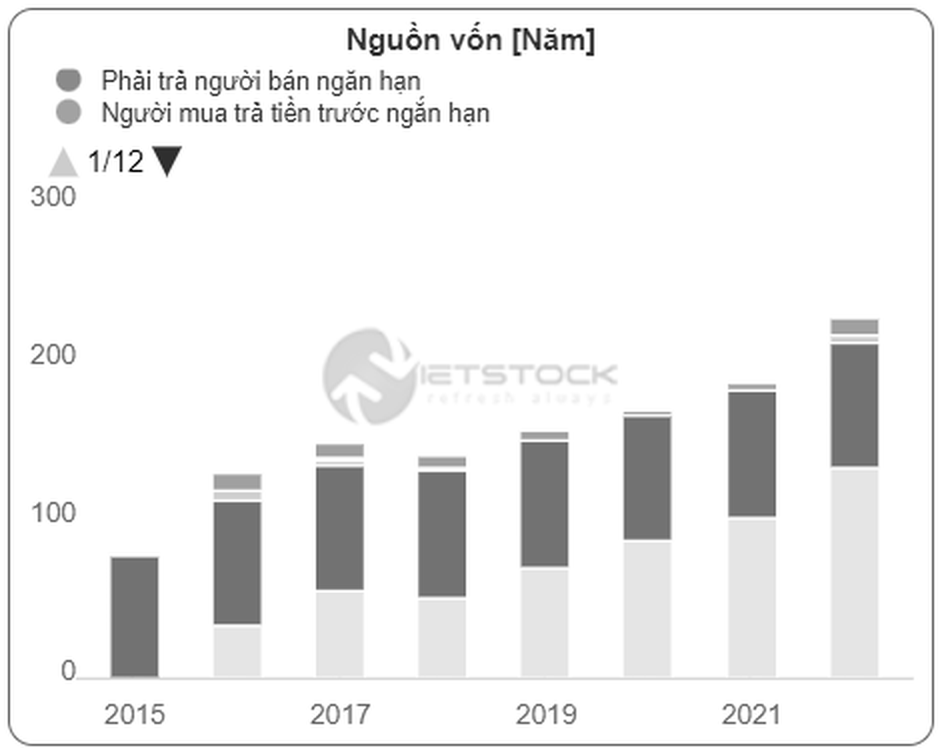 Nguồn vốn [Năm]
Phải trả người bán ngắn hạn
Người mua trả tiền trước ngắn hạn
1/12
300
200
100
0
VIETSTOCK
refresh always
2015
2017
2019
2021